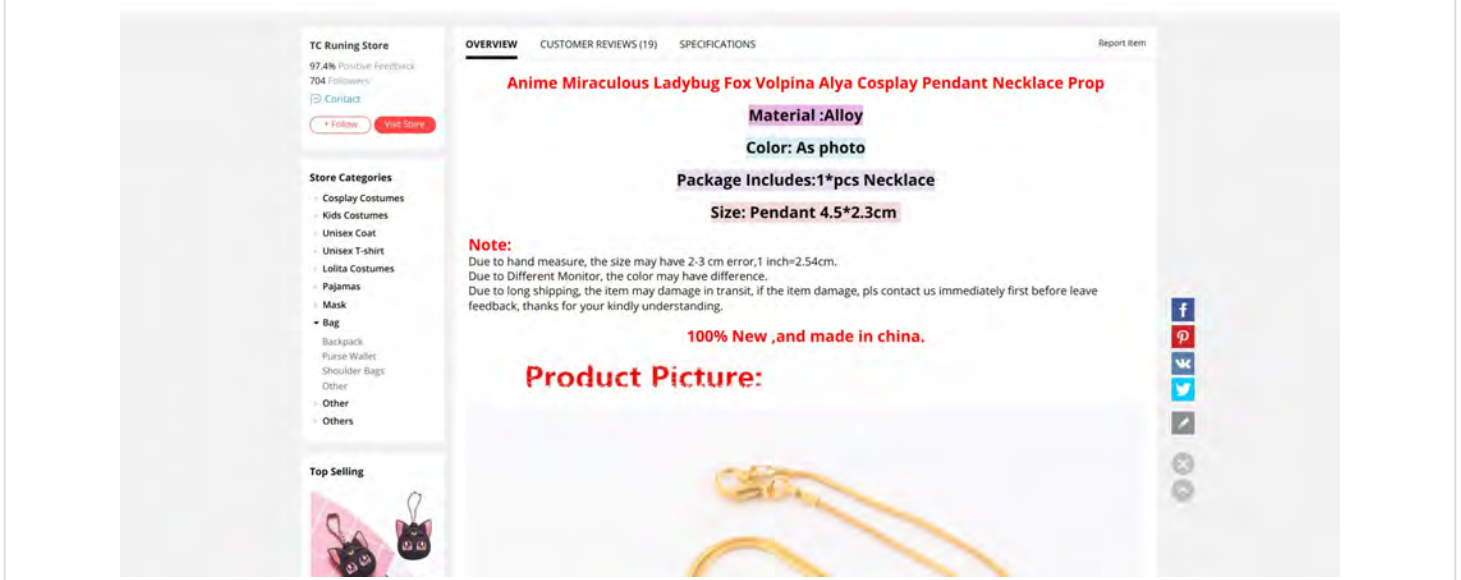 TC Runing Store
97.4% Positive Feedback
704 Followers
Contact
+ Follow
Visit Store
Store Categories
Cosplay Costumes
Kids Costumes
Unisex Coat
Unisex T-shirt
Lolita Costumes
Pajamas
Mask
Bag
Backpack
Purse Wallet
Shoulder Bags
Other
Other
Others
Top Selling
OVERVIEW CUSTOMER REVIEWS (19) SPECIFICATIONS
Report Item
Anime Miraculous Ladybug Fox Volpina Alya Cosplay Pendant Necklace Prop
Material :Alloy
Color: As photo
Package Includes:1*pcs Necklace
Size: Pendant 4.5*2.3cm
Note:
Due to hand measure, the size may have 2-3 cm error,1 inch=2.54cm.
Due to Different Monitor, the color may have difference.
Due to long shipping, the item may damage in transit, if the item damage, pls contact us immediately first before leave
feedback, thanks for your kindly understanding.
100% New ,and made in china.
Product Picture: